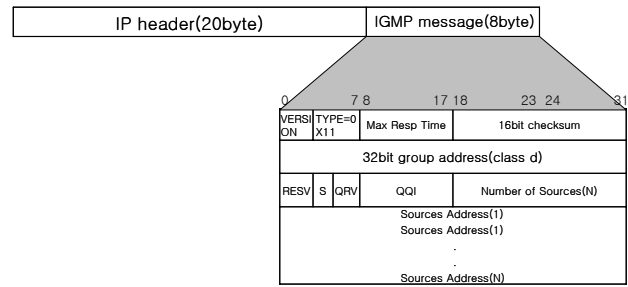 IP header(20byte)
IGMP message(8byte)
0 7 8 17 18 23 24 31
VERSI
ON
TYPE=0
X11
Max Resp Time
16bit checksum
32bit group address(class d)
RESV
S
QRV
QQI
Number of Sources(N)
Sources Address(1)
Sources Address(1)
.
.
Sources Address(N)